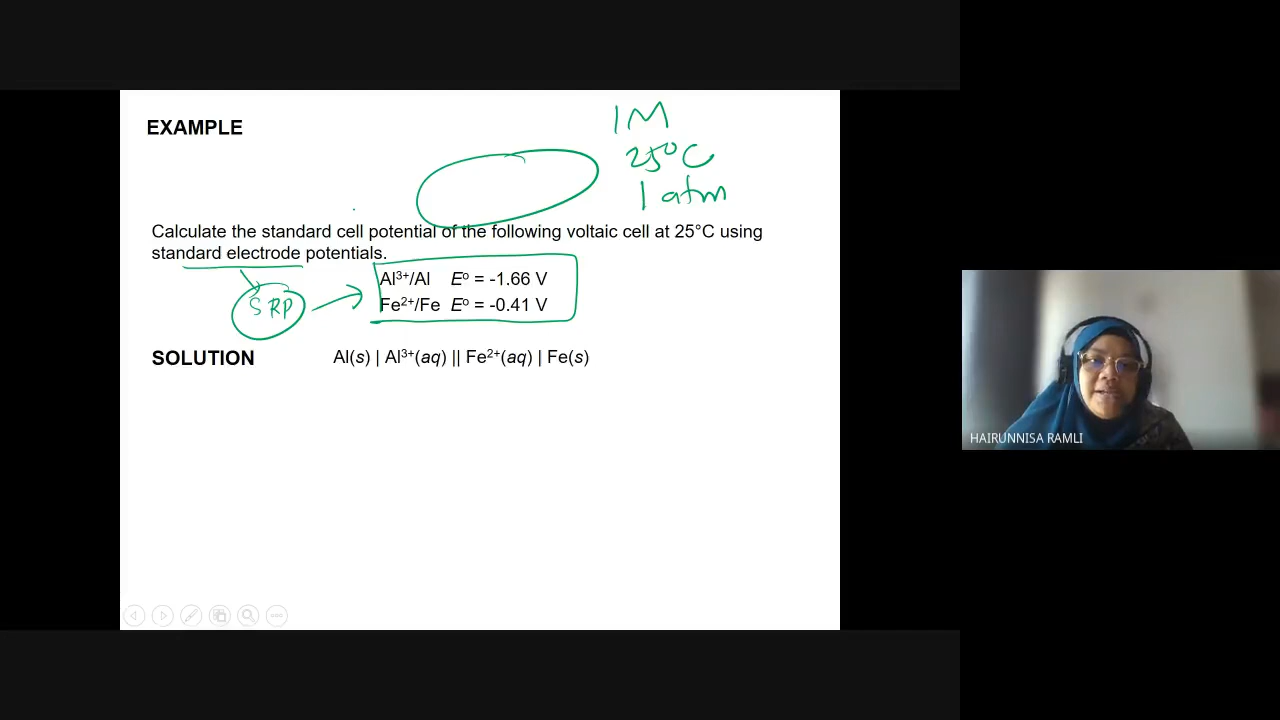 EXAMPLE
1M
25°C
1 atm
Calculate the standard cell potential of the following voltaic cell at 25°C using
standard electrode potentials.
SRP
Al³⁺/Al E° = -1.66 V
Fe²⁺/Fe E° = -0.41 V
SOLUTION Al(s) | Al³⁺(aq) || Fe²⁺(aq) | Fe(s)
HAIRUNNISA RAMLI